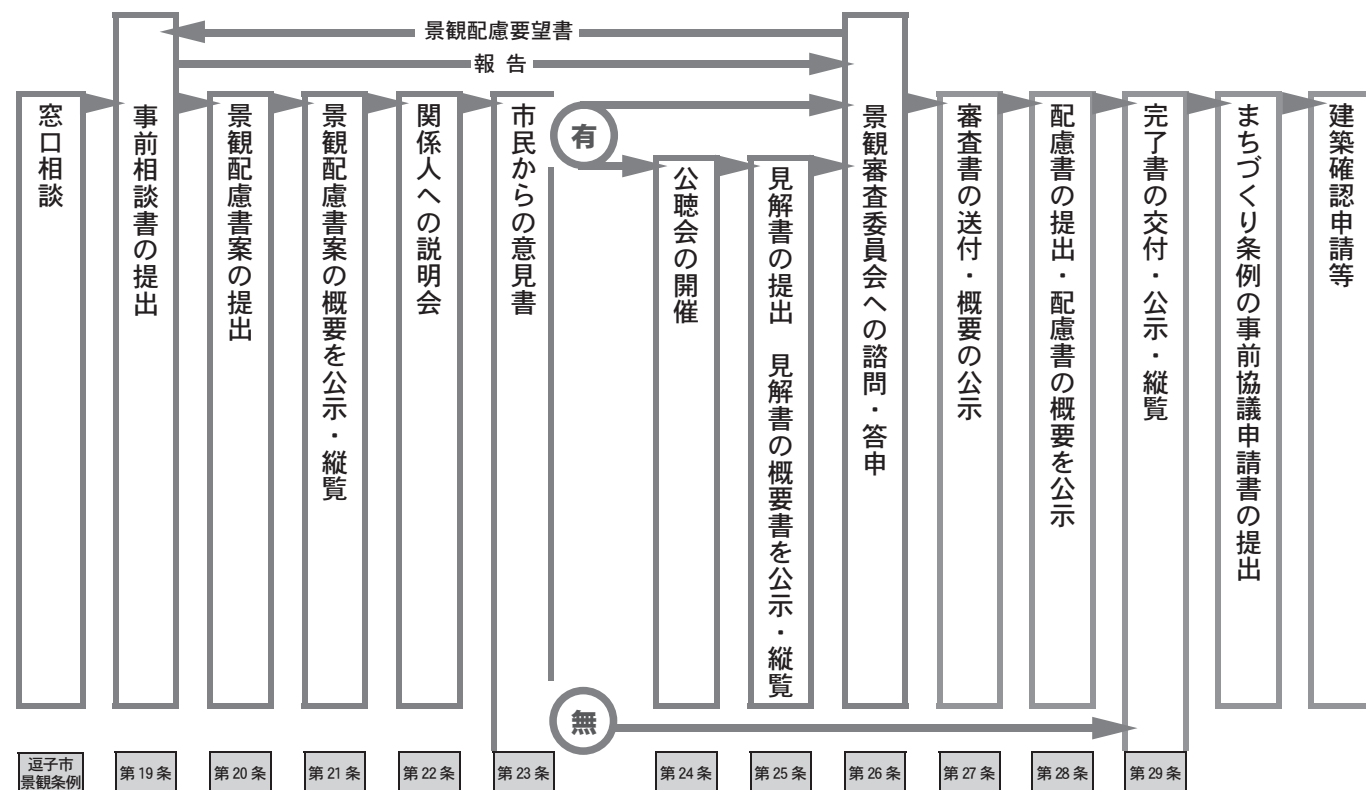 景観配慮要望書
報 告
窓口相談
事前相談書の提出
景観配慮書案の提出
景観配慮書案の概要を公示・縦覧
関係人への説明会
市民からの意見書
有
無
公聴会の開催
見解書の提出 見解書の概要書を公示・縦覧
景観審査委員会への諮問・答申
審査書の送付・概要の公示
配慮書の提出・配慮書の概要を公示
完了書の交付・公示・縦覧
まちづくり条例の事前協議申請書の提出
建築確認申請等
逗子市
景観条例
第19条
第20条
第21条
第22条
第23条
第24条
第25条
第26条
第27条
第28条
第29条